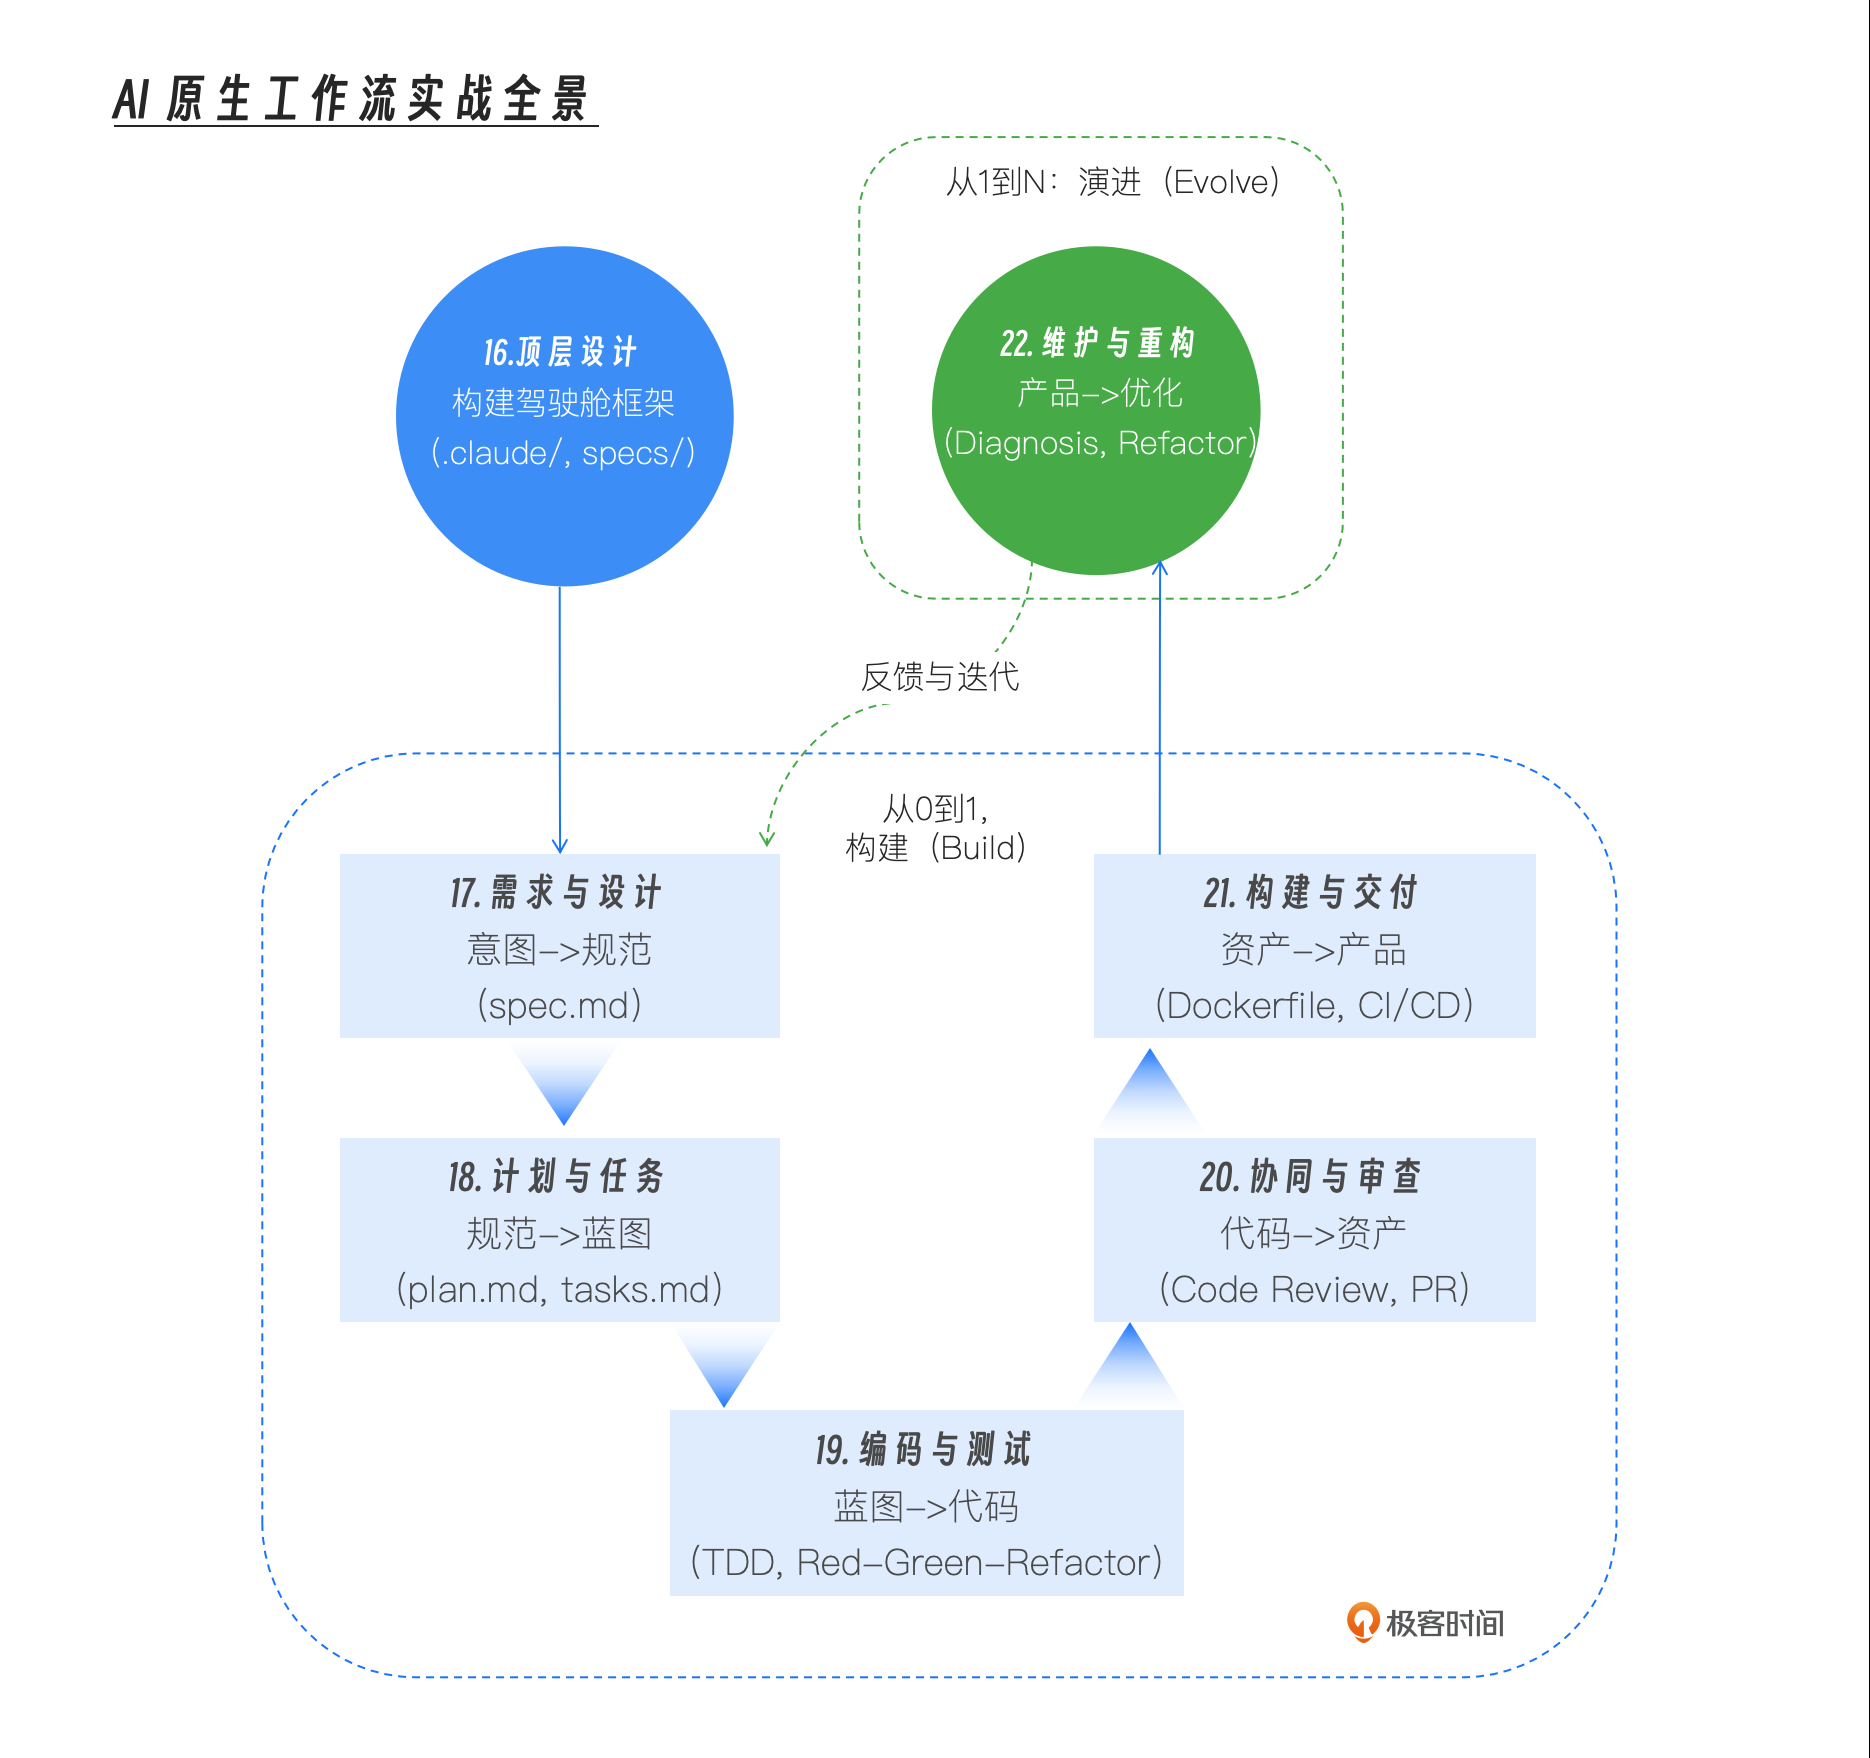 AI 原生工作流实战全景
从1到N：演进（Evolve）
16.顶层设计
构建驾驶舱框架
(.claude/, specs/)
22.维护与重构
产品->优化
(Diagnosis, Refactor)
反馈与迭代
从0到1,
构建（Build）
17.需求与设计
意图->规范
(spec.md)
18.计划与任务
规范->蓝图
(plan.md, tasks.md)
19.编码与测试
蓝图->代码
(TDD, Red-Green-Refactor)
20.协同与审查
代码->资产
(Code Review, PR)
21.构建与交付
资产->产品
(Dockerfile, CI/CD)
极客时间